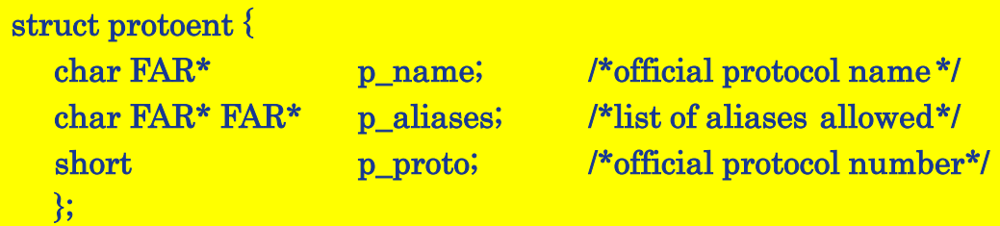 struct protoent {
char FAR* p_name; /*official protocol name*/
char FAR* FAR* p_aliases; /*list of aliases allowed*/
short p_proto; /*official protocol number*/
};